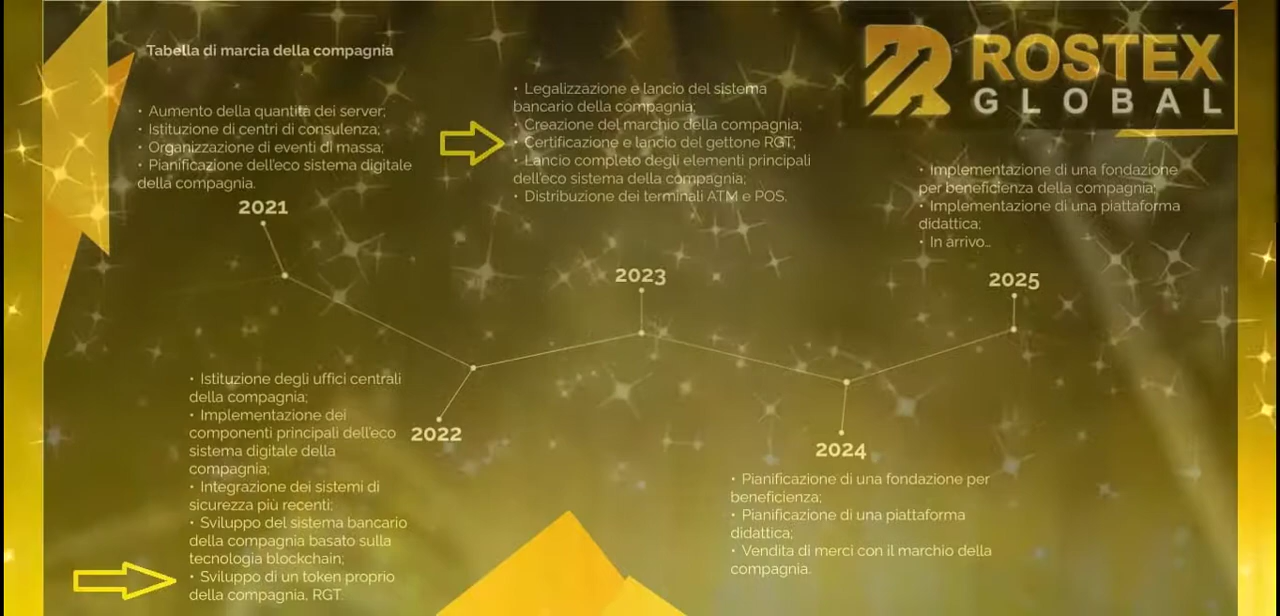 Tabella di marcia della compagnia
ROSTEX
GLOBAL
• Aumento della quantità dei server;
• Istituzione di centri di consulenza;
• Organizzazione di eventi di massa;
• Pianificazione dell'eco sistema digitale
della compagnia.
2021
• Legalizzazione e lancio del sistema
bancario della compagnia;
• Creazione del marchio della compagnia;
• Certificazione e lancio del gettone RGT;
• Lancio completo degli elementi principali
dell'eco sistema della compagnia;
• Distribuzione dei terminali ATM e POS.
2023
• Implementazione di una fondazione
per beneficienza della compagnia;
• Implementazione di una piattaforma
didattica;
• In arrivo...
2025
• Istituzione degli uffici centrali
della compagnia;
• Implementazione dei
componenti principali dell'eco
sistema digitale della
compagnia;
• Integrazione dei sistemi di
sicurezza più recenti;
• Sviluppo del sistema bancario
della compagnia basato sulla
tecnologia blockchain;
• Sviluppo di un token proprio
della compagnia, RGT.
2022
2024
• Pianificazione di una fondazione per
beneficienza;
• Pianificazione di una piattaforma
didattica;
• Vendita di merci con il marchio della
compagnia.